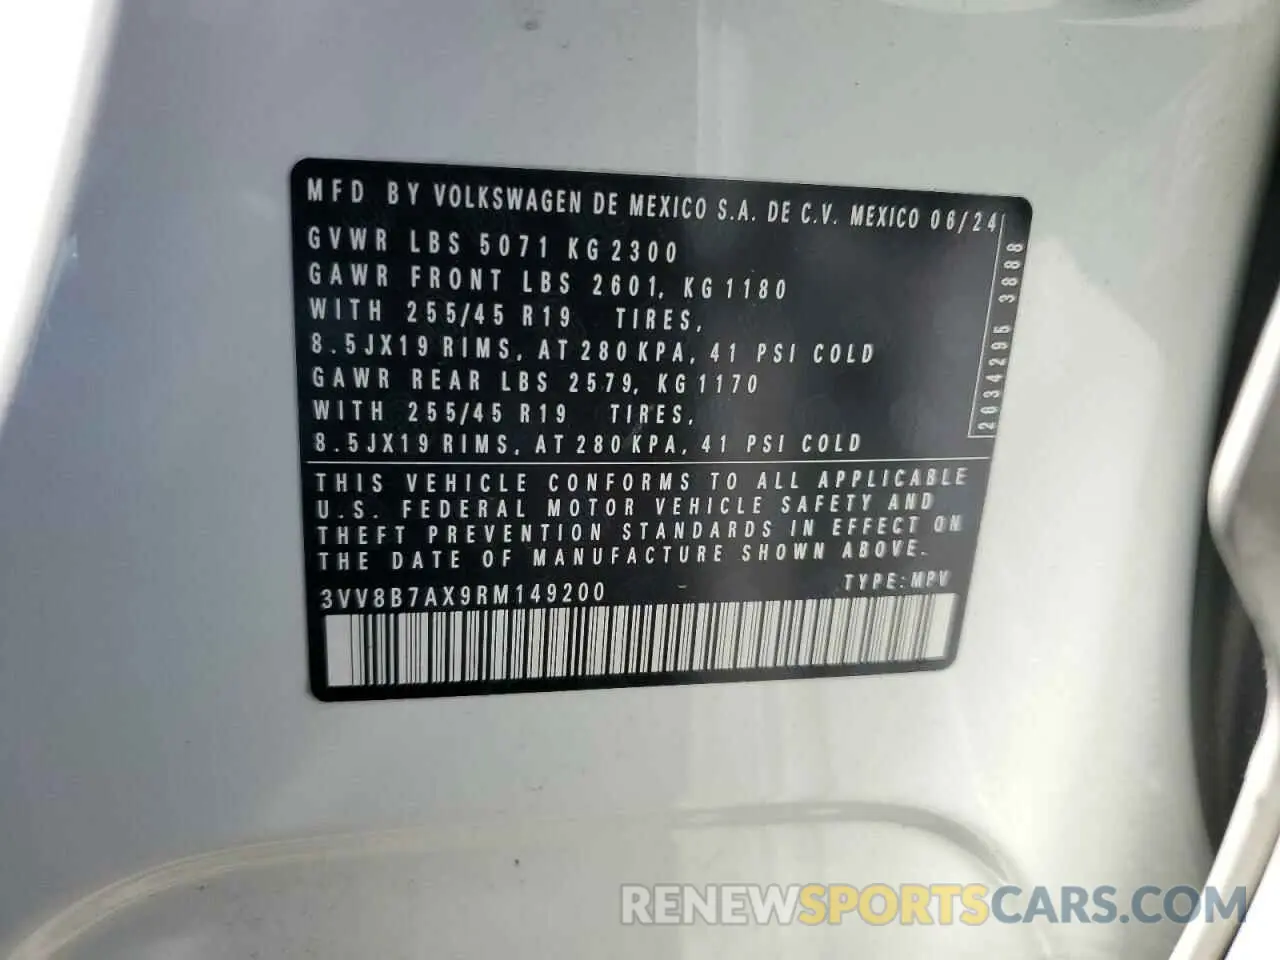 MFD BY VOLKSWAGEN DE MEXICO S.A. DE C.V. MEXICO 06/24
GVWR LBS 5071 KG 2300
GAWR FRONT LBS 2601, KG 1180
WITH 255/45 R19 TIRES,
8.5JX19 RIMS, AT 280 KPA, 41 PSI COLD
GAWR REAR LBS 2579, KG 1170
WITH 255/45 R19 TIRES,
8.5JX19 RIMS, AT 280 KPA, 41 PSI COLD
2034295 3888
THIS VEHICLE CONFORMS TO ALL APPLICABLE
U.S. FEDERAL MOTOR VEHICLE SAFETY AND
THEFT PREVENTION STANDARDS IN EFFECT ON
THE DATE OF MANUFACTURE SHOWN ABOVE.
3VV8B7AX9RM149200 TYPE: MPV
RENEWSPORTSCARS.COM